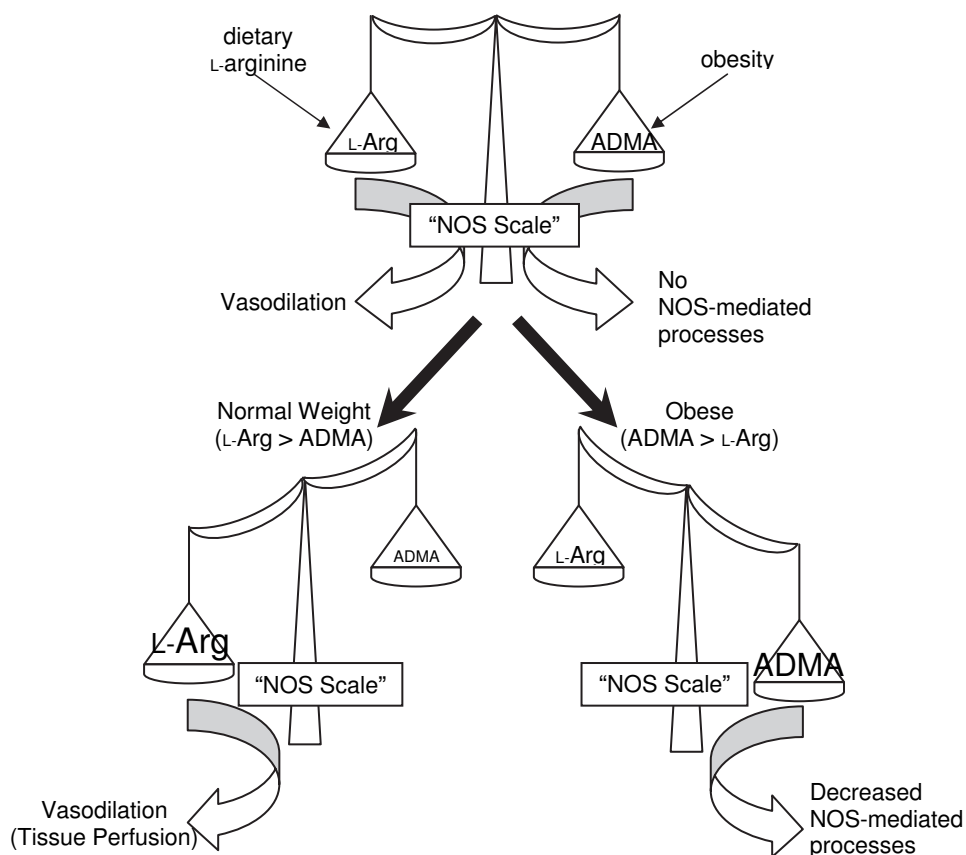 dietary
L-arginine
obesity
L-Arg
ADMA
“NOS Scale”
Vasodilation
No
NOS-mediated
processes
Normal Weight
(L-Arg > ADMA)
Obese
(ADMA > L-Arg)
ADMA
L-Arg
L-Arg
ADMA
“NOS Scale”
“NOS Scale”
Vasodilation
(Tissue Perfusion)
Decreased
NOS-mediated
processes